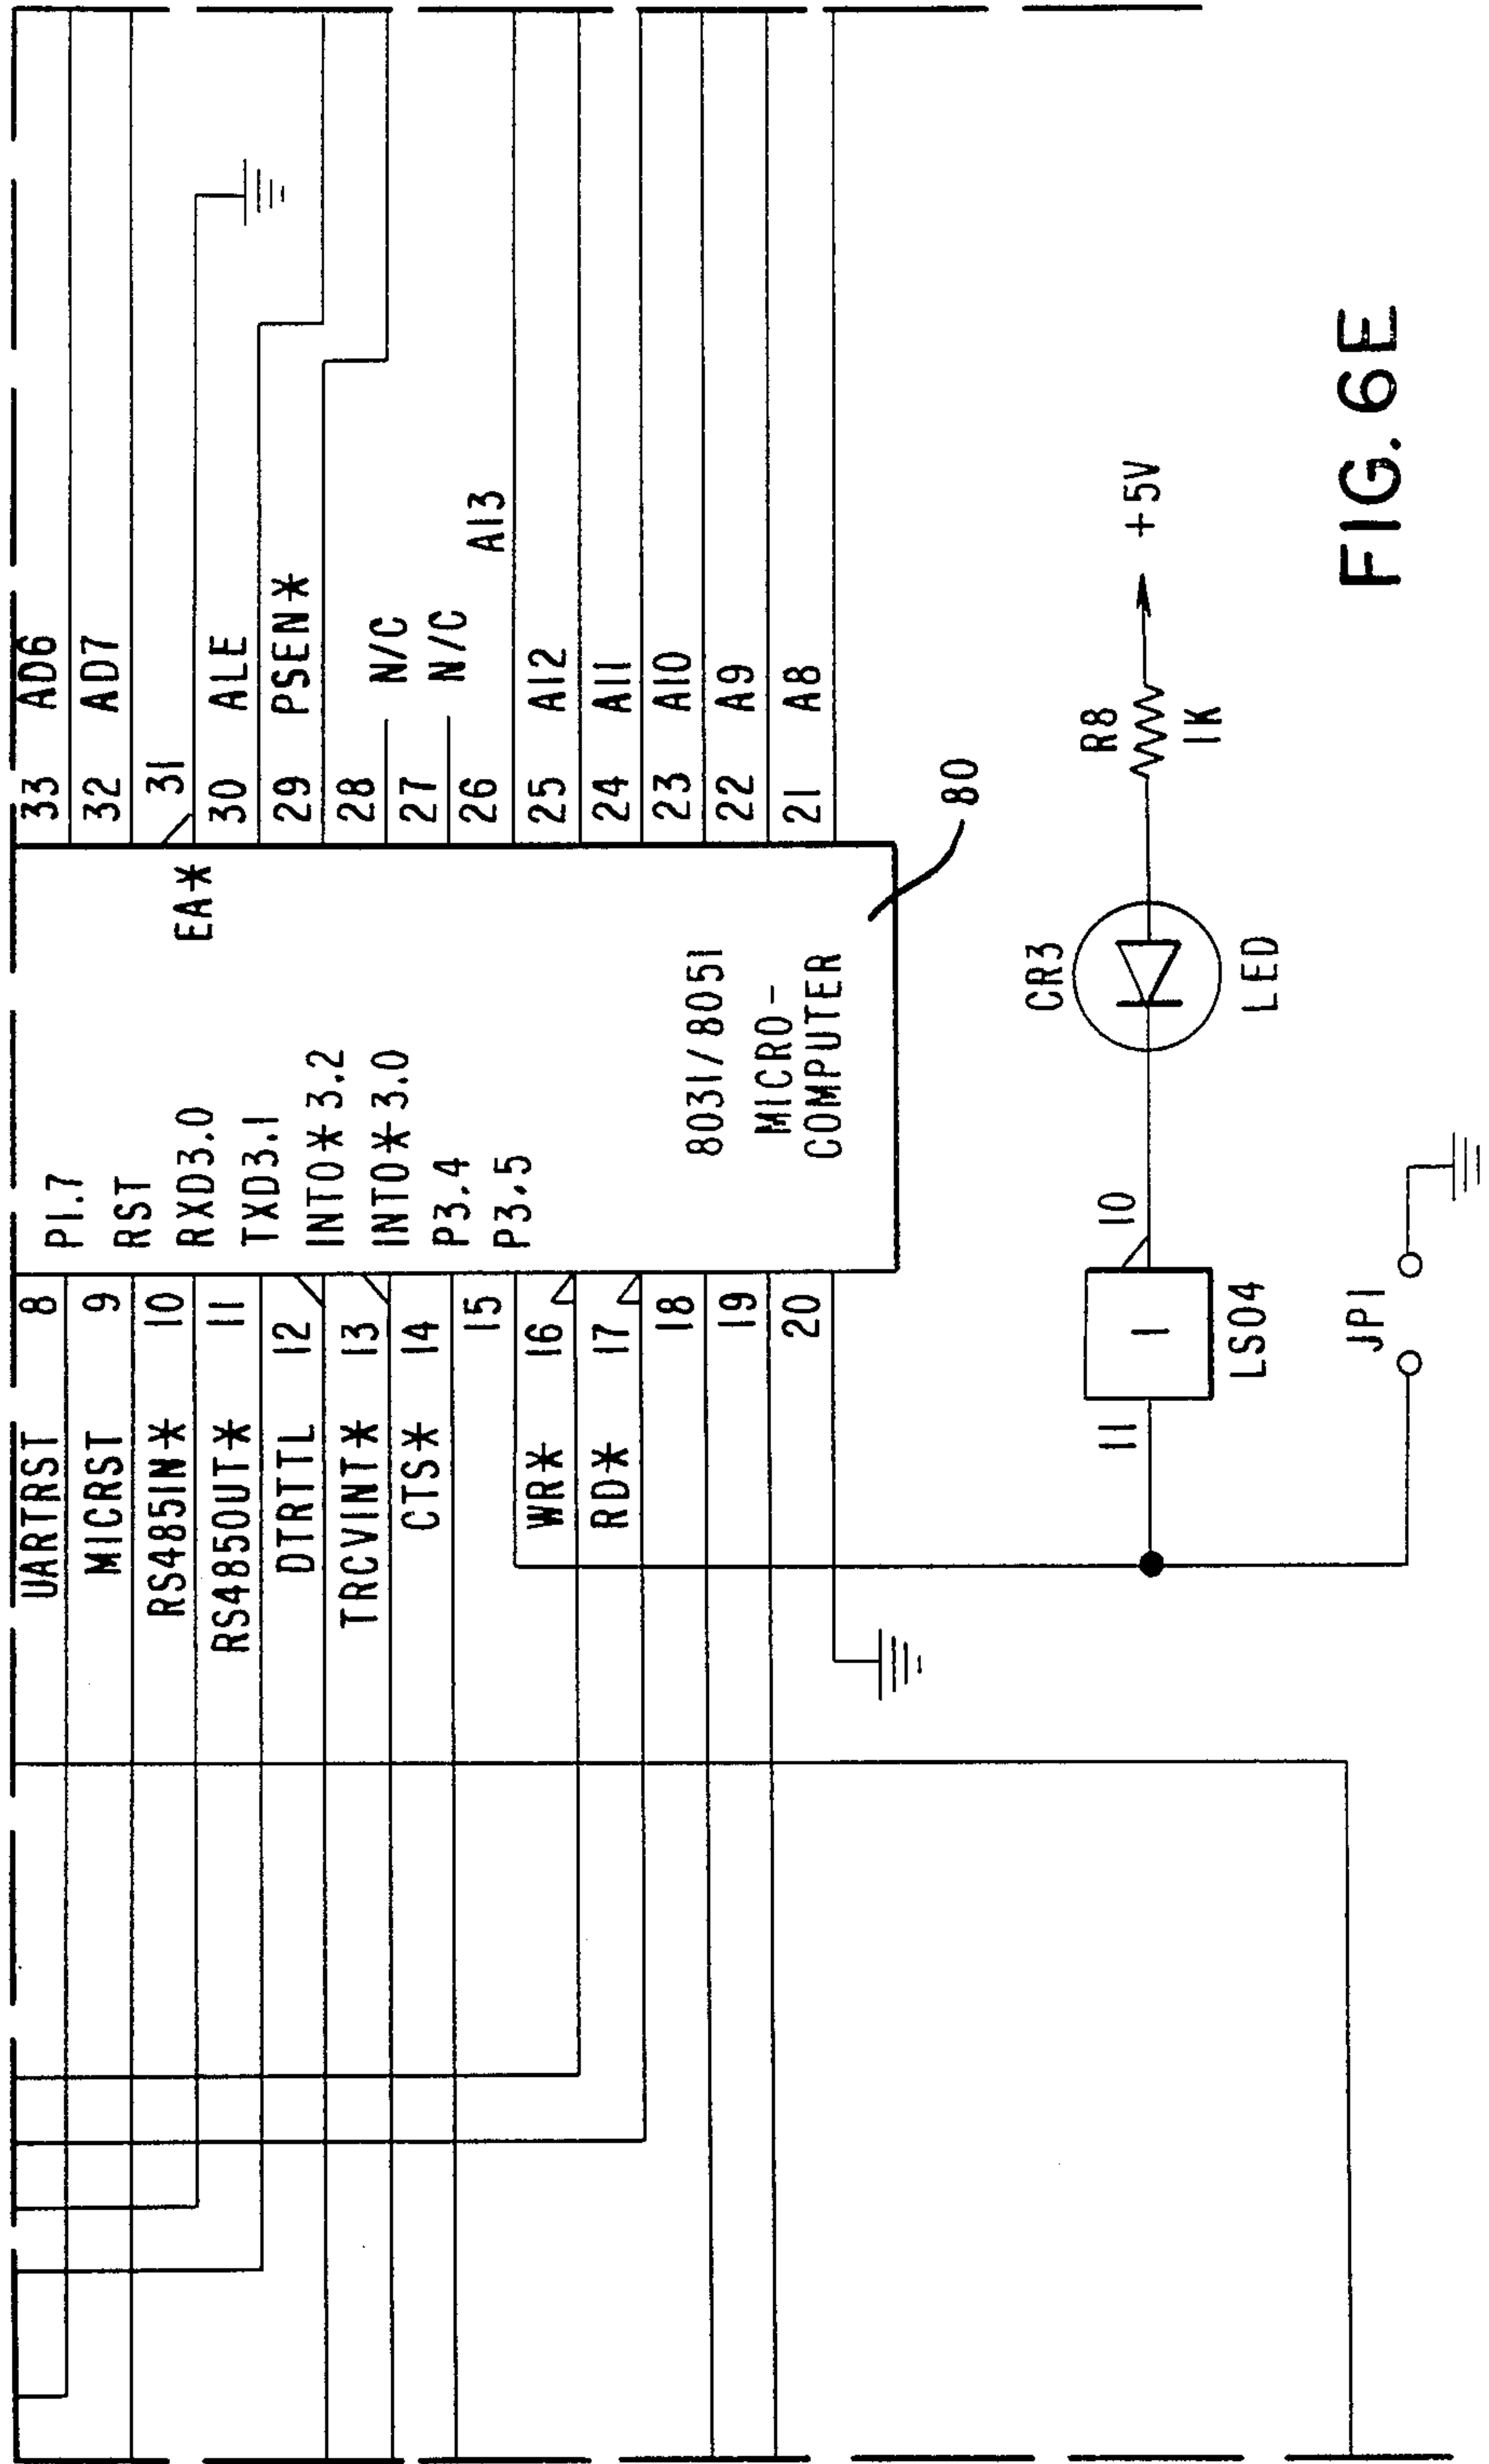 UARTRST 8 P1.7 33 AD6
MICRST 9 RST 32 AD7
RS485IN* 10 RXD3.0 EA* 31
RS485OUT* 11 TXD3.1 30 ALE
DTRTTL 12 INTO*3.2 29 PSEN*
TRCVINT* 13 INTO*3.0 28 N/C
CTS* 14 P3.4 27 N/C
15 P3.5 26 A13
WR* 16 25 A12
RD* 17 24 A11
18 8031/8051 23 A10
19 MICRO- 22 A9
20 COMPUTER 21 A8
80
CR3 R8
11 1 10 +5V
LS04 LED 1K
JP1
FIG. 6E